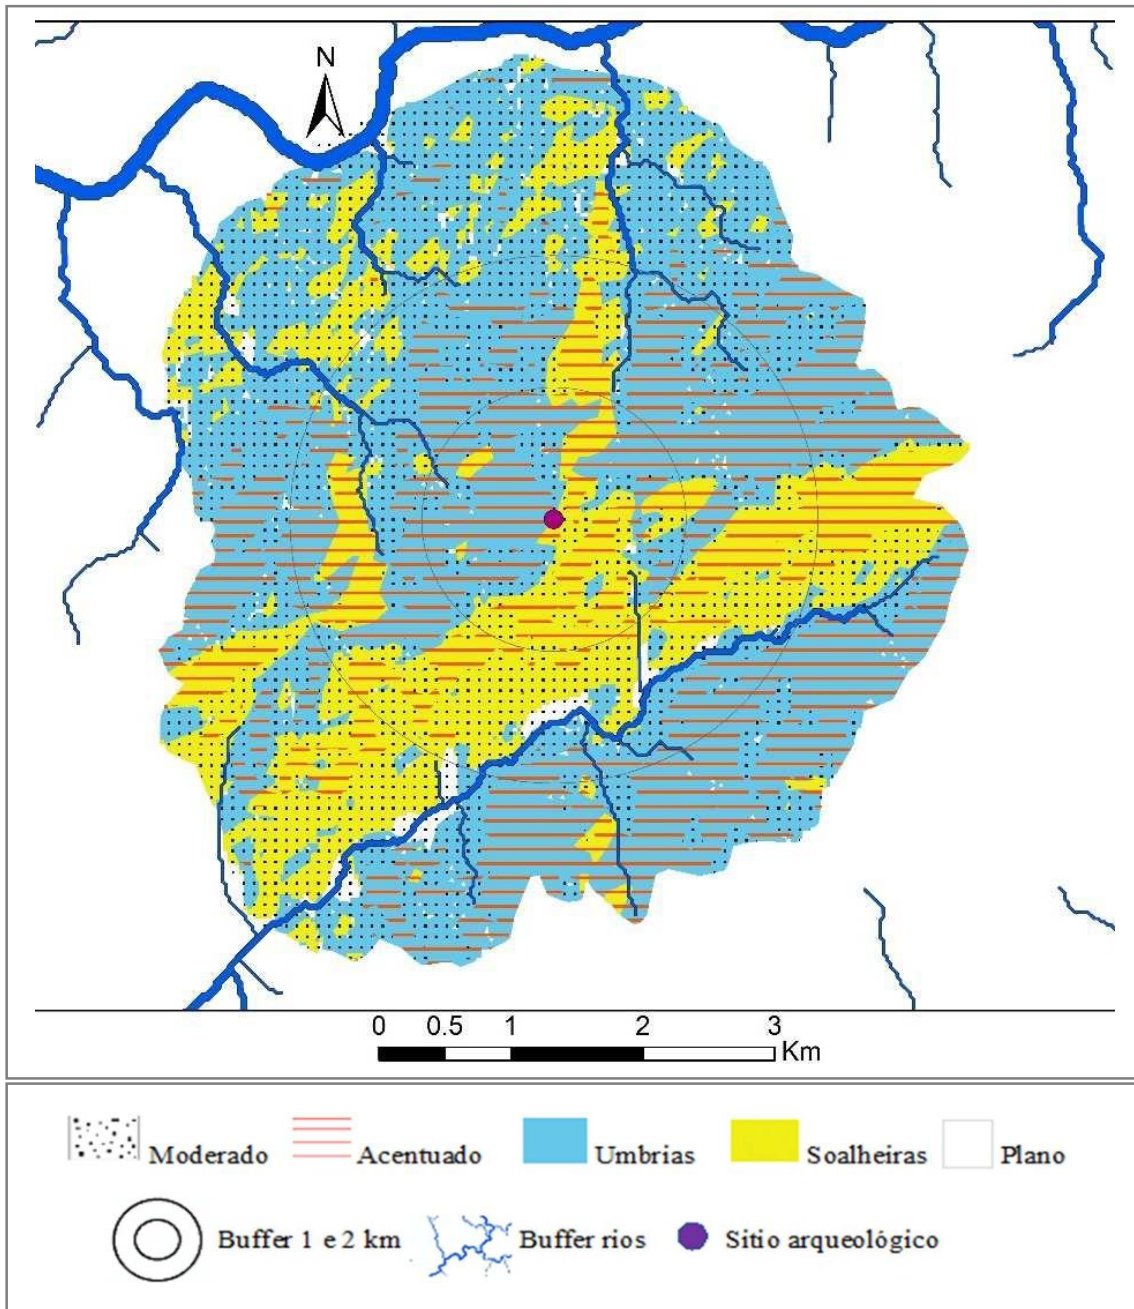 N
0 0.5 1 2 3
Km
Moderado Acentuado Umbrias Soalheiras Plano
Buffer 1 e 2 km Buffer rios Sitio arqueológico